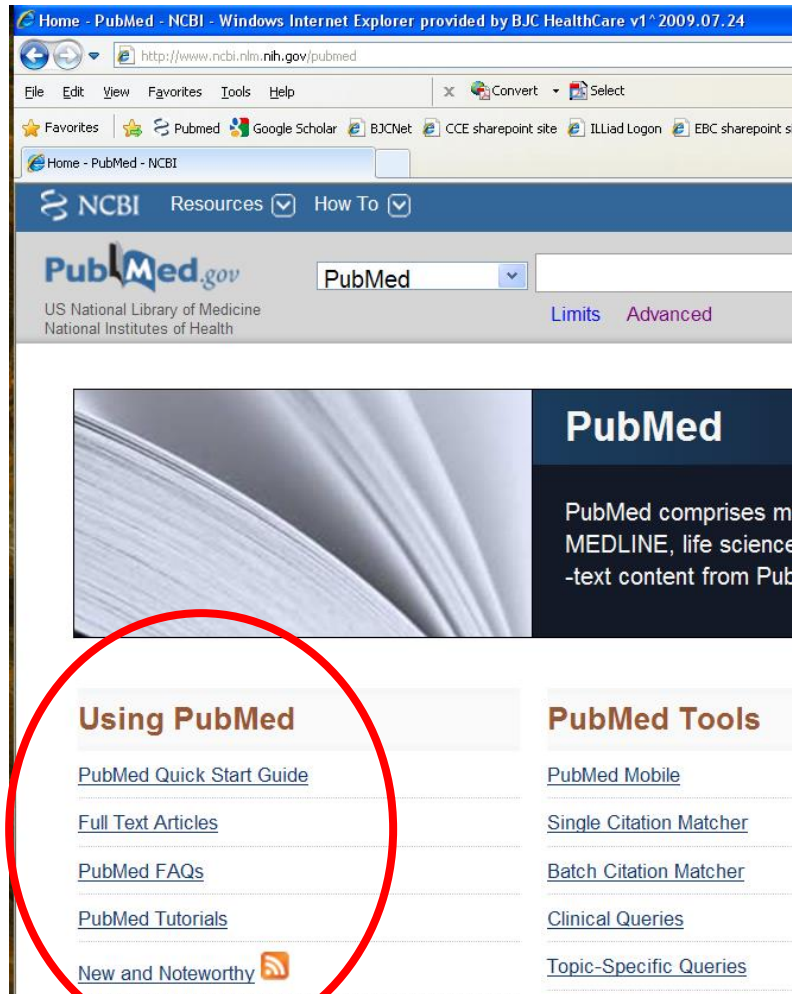 Home - PubMed - NCBI - Windows Internet Explorer provided by BJC HealthCare v1^2009.07.24
http://www.ncbi.nlm.nih.gov/pubmed
File Edit View Favorites Tools Help x Convert Select
Favorites Pubmed Google Scholar BJCNet CCE sharepoint site ILLiad Logon EBC sharepoint s
Home - PubMed - NCBI
NCBI Resources How To
PubMed.gov PubMed
US National Library of Medicine
National Institutes of Health
Limits Advanced
PubMed
PubMed comprises m
MEDLINE, life science
-text content from Pub
Using PubMed
PubMed Quick Start Guide
Full Text Articles
PubMed FAQs
PubMed Tutorials
New and Noteworthy
PubMed Tools
PubMed Mobile
Single Citation Matcher
Batch Citation Matcher
Clinical Queries
Topic-Specific Queries